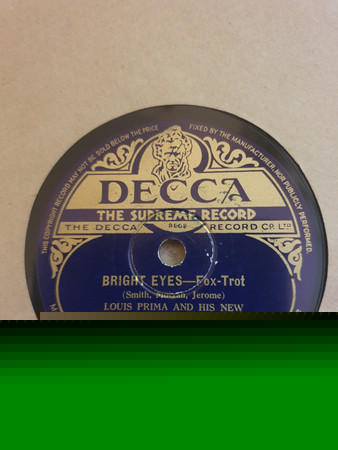 THIS COPYRIGHT RECORD MAY NOT BE SOLD BELOW THE PRICE FIXED BY THE MANUFACTURER, NOR PUBLICLY PERFORMED.
DECCA
THE SUPREME RECORD
THE DECCA RECORD CO. LTD
BRIGHT EYES—Fox-Trot
(Smith, Jerome)
LOUIS PRIMA AND HIS NEW